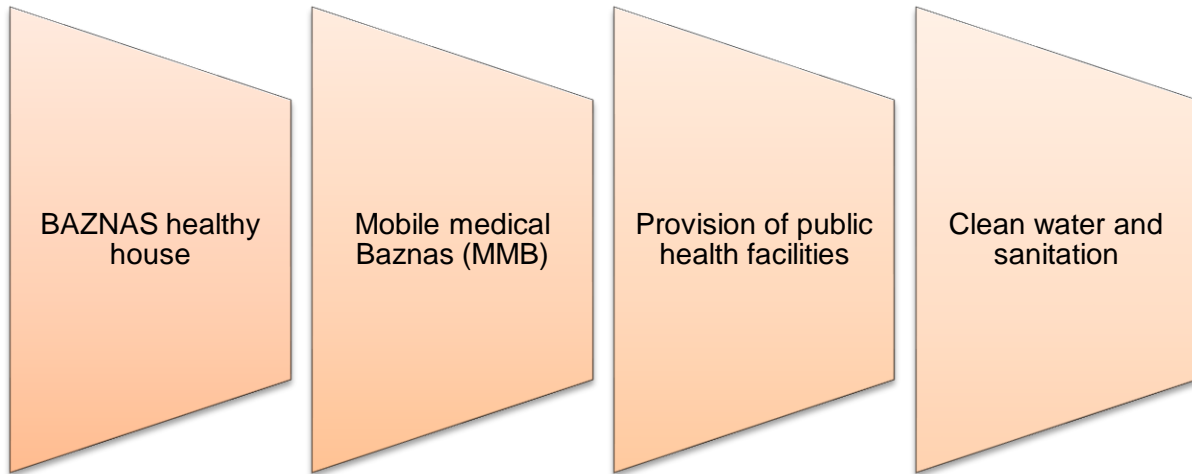 BAZNAS healthy
house
Mobile medical
Baznas (MMB)
Provision of public
health facilities
Clean water and
sanitation